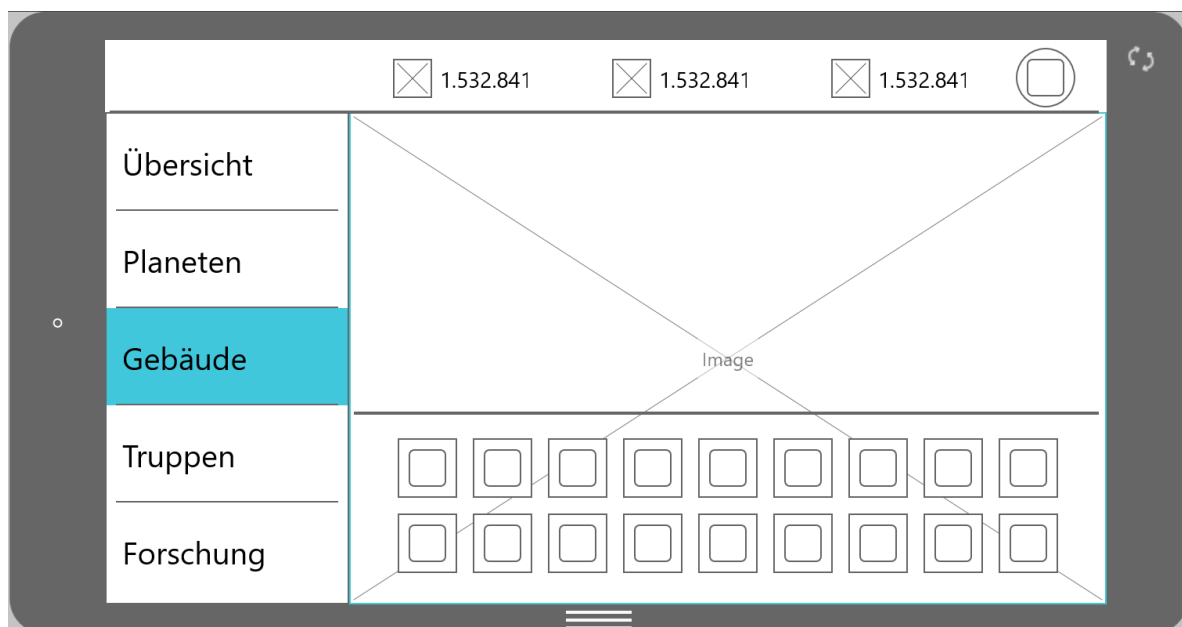 1.532.841 1.532.841 1.532.841
Übersicht
Planeten
Gebäude
Image
Truppen
Forschung